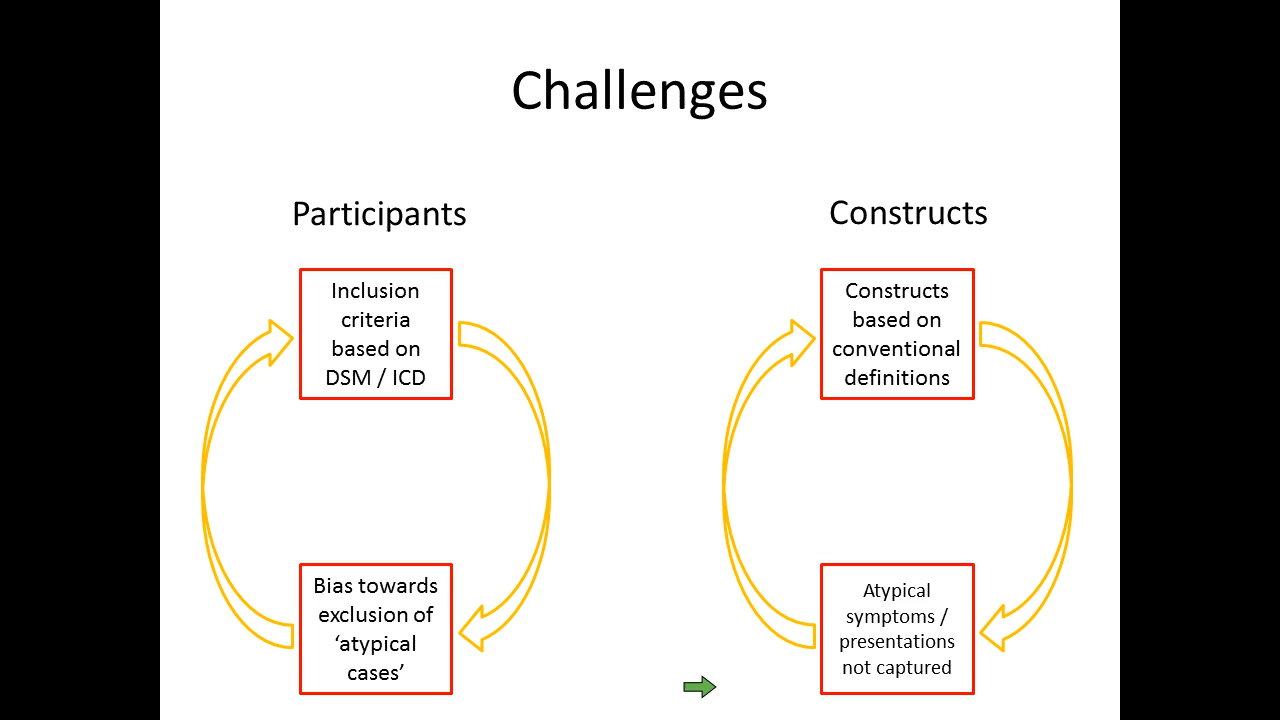 Challenges
Participants
Inclusion
criteria
based on
DSM / ICD
Bias towards
exclusion of
‘atypical
cases’
Constructs
Constructs
based on
conventional
definitions
Atypical
symptoms /
presentations
not captured